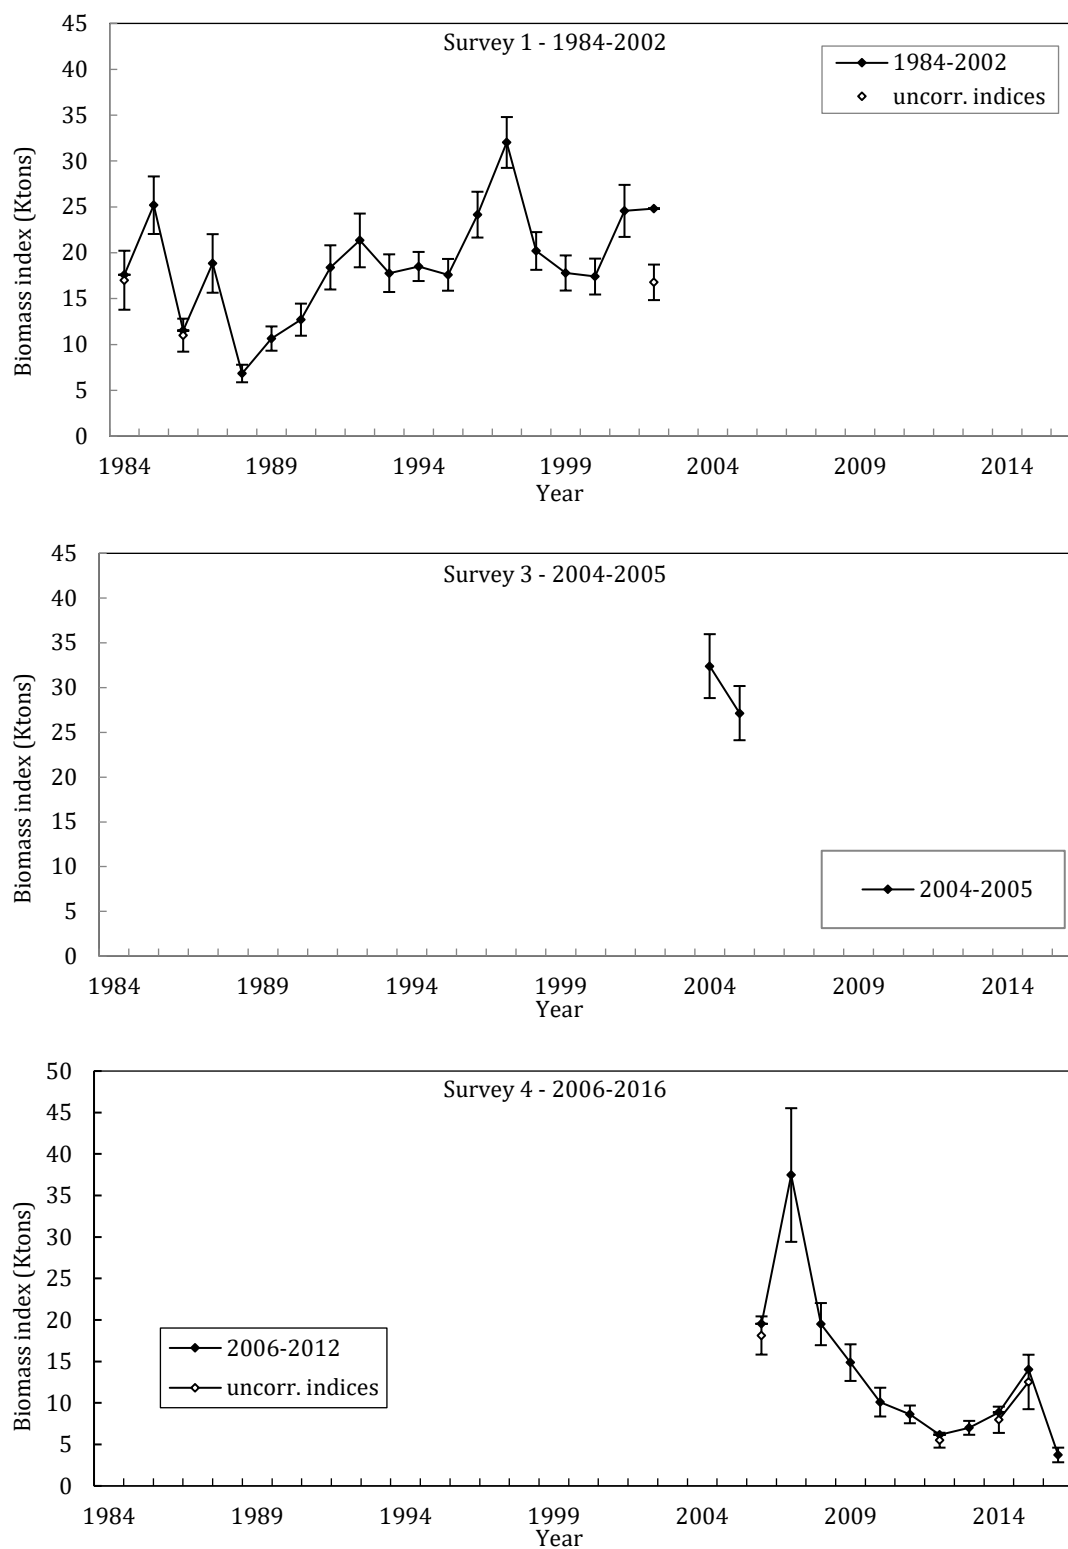 Survey 1 - 1984-2002
1984-2002
uncorr. indices
Biomass index (Ktons)
45
40
35
30
25
20
15
10
5
0
1984 1989 1994 1999 2004 2009 2014
Year
Survey 3 - 2004-2005
Biomass index (Ktons)
45
40
35
30
25
20
15
10
5
0
2004-2005
1984 1989 1994 1999 2004 2009 2014
Year
Survey 4 - 2006-2016
Biomass index (Ktons)
50
45
40
35
30
25
20
15
10
5
0
2006-2012
uncorr. indices
1984 1989 1994 1999 2004 2009 2014
Year